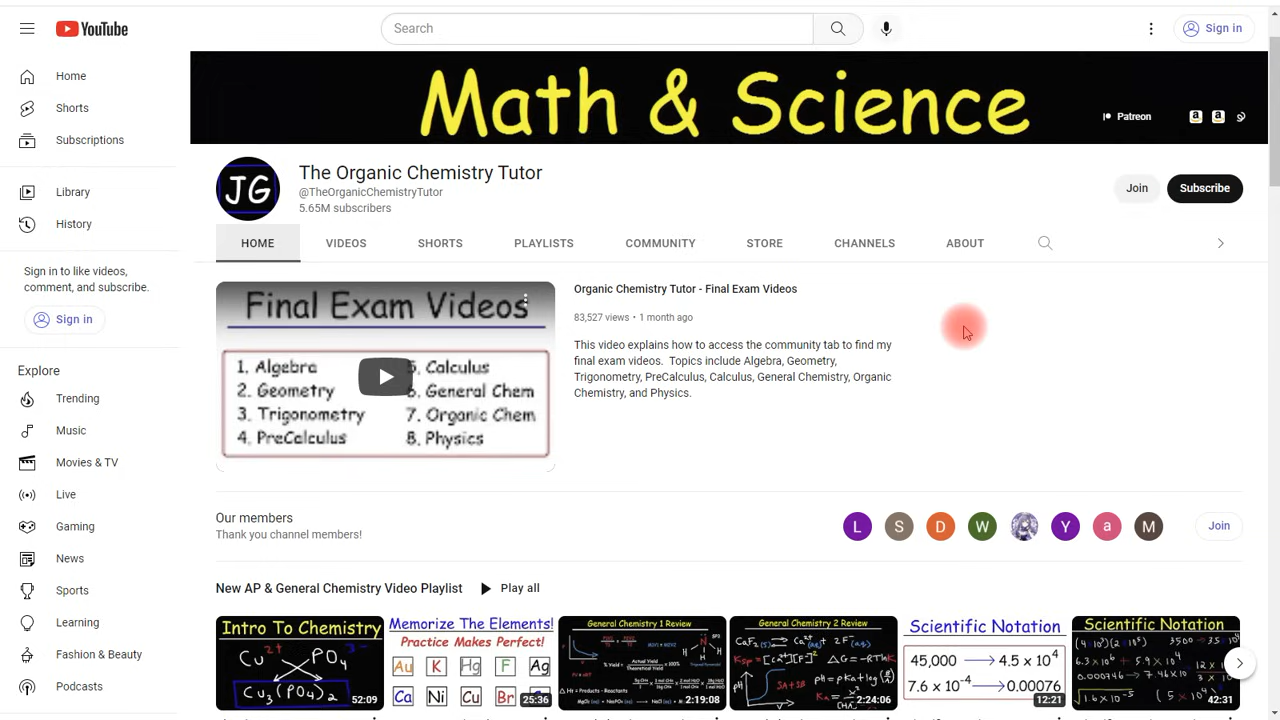 YouTube
Search
Sign in
Home
Shorts
Subscriptions
Library
History
Sign in to like videos,
comment, and subscribe.
Sign in
Explore
Trending
Music
Movies & TV
Live
Gaming
News
Sports
Learning
Fashion & Beauty
Podcasts
Math & Science
Patreon
JG
The Organic Chemistry Tutor
@TheOrganicChemistryTutor
5.65M subscribers
Join
Subscribe
HOME
VIDEOS
SHORTS
PLAYLISTS
COMMUNITY
STORE
CHANNELS
ABOUT
Final Exam Videos
1. Algebra
2. Geometry
3. Trigonometry
4. PreCalculus
5. Calculus
6. General Chem
7. Organic Chem
8. Physics
Organic Chemistry Tutor - Final Exam Videos
83,527 views • 1 month ago
This video explains how to access the community tab to find my
final exam videos. Topics include Algebra, Geometry,
Trigonometry, PreCalculus, Calculus, General Chemistry, Organic
Chemistry, and Physics.
Our members
Thank you channel members!
L S D W Y a M
Join
New AP & General Chemistry Video Playlist
Play all
Intro To Chemistry
Cu²⁺ PO₄³⁻
Cu₃(PO₄)₂
52:09
Memorize The Elements!
Practice Makes Perfect!
Au K Hg F Ag
Ca Ni Cu Br
25:36
General Chemistry 1 Review
2:19:08
General Chemistry 2 Review
2:24:06
Scientific Notation
45,000 → 4.5 x 10⁴
7.6 x 10⁻⁴ → 0.00076
12:21
Scientific Notation
42:31